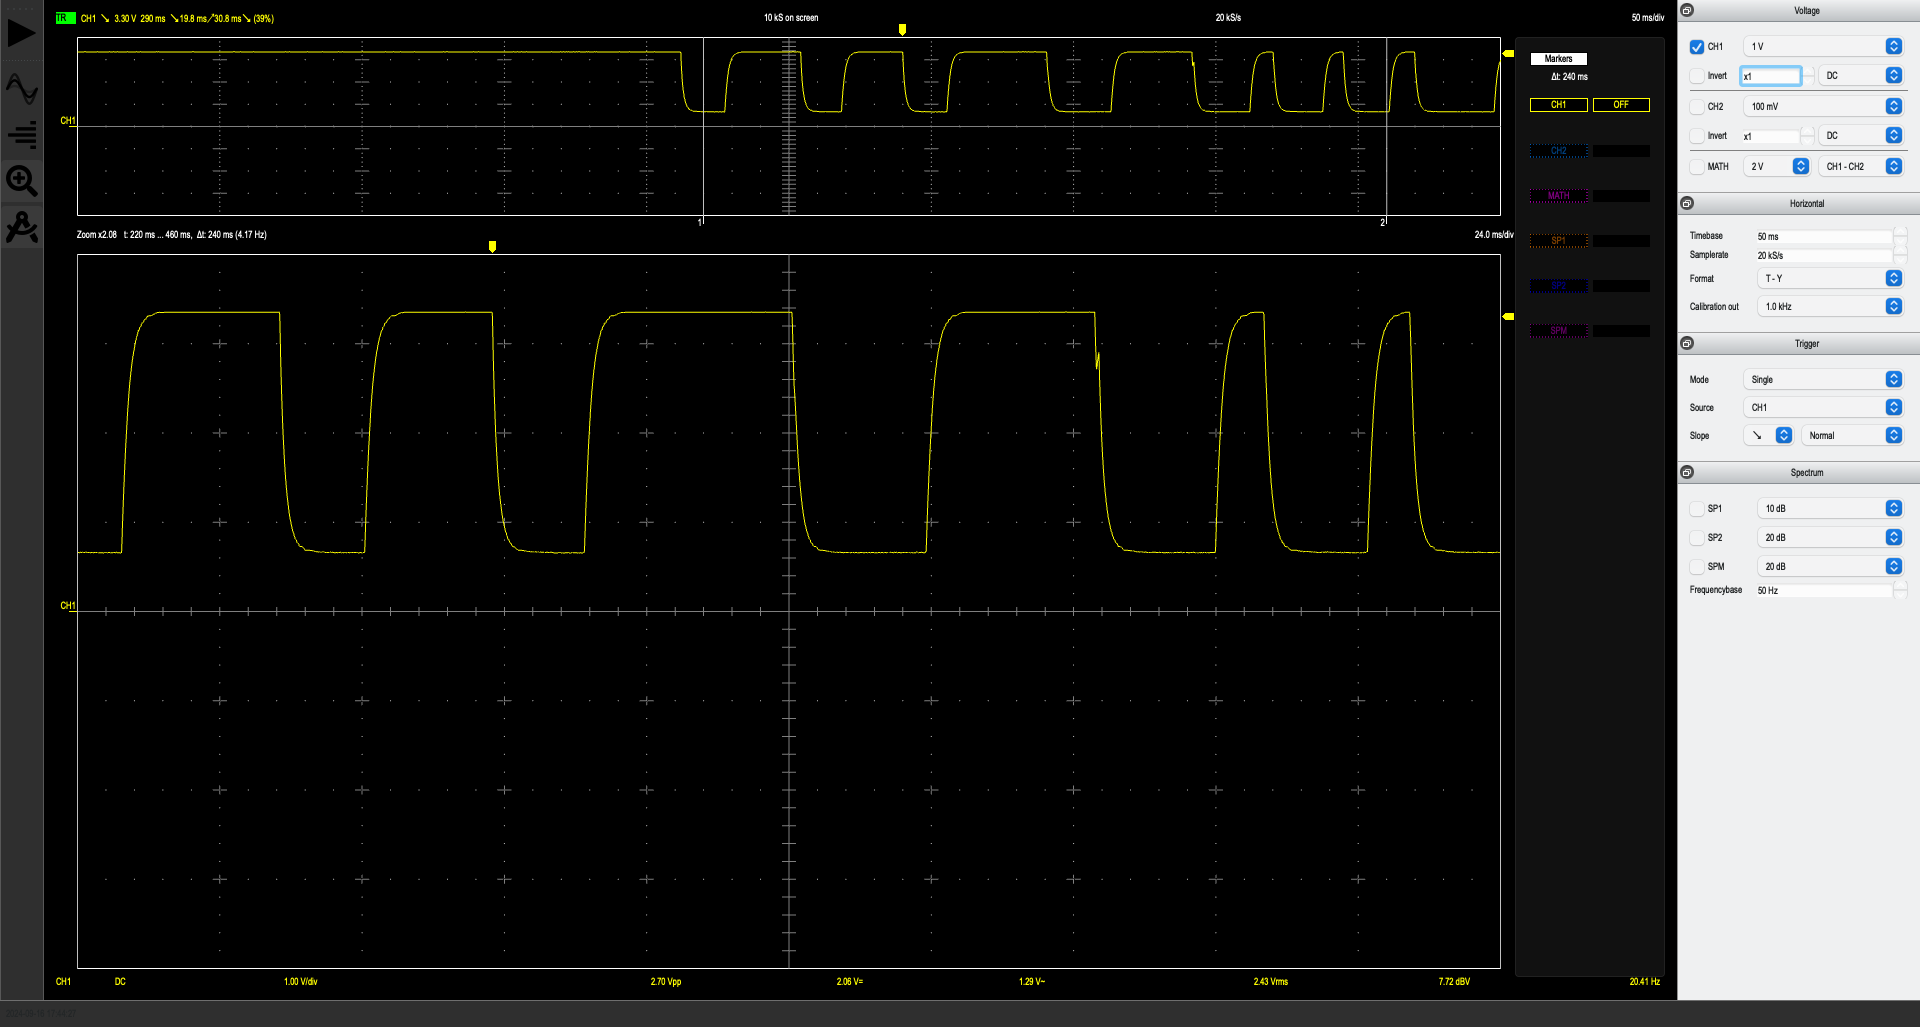 TR CH1 ↘ 3.30 V 290 ms ↘19.8 ms↗30.8 ms↘ (39%) 10 kS on screen 20 kS/s 50 ms/div
CH1
1 2
Zoom x2.08 t: 220 ms ... 460 ms, Δt: 240 ms (4.17 Hz) 24.0 ms/div
CH1
CH1 DC 1.00 V/div 2.70 Vpp 2.06 V= 1.29 V~ 2.43 Vrms 7.72 dBV 20.41 Hz
Markers
Δt: 240 ms
CH1 OFF
CH2
MATH
SP1
SP2
SPM
Voltage
CH1 1 V
Invert x1 DC
CH2 100 mV
Invert x1 DC
MATH 2 V CH1 - CH2
Horizontal
Timebase 50 ms
Samplerate 20 kS/s
Format T - Y
Calibration out 1.0 kHz
Trigger
Mode Single
Source CH1
Slope ↘ Normal
Spectrum
SP1 10 dB
SP2 20 dB
SPM 20 dB
Frequencybase 50 Hz